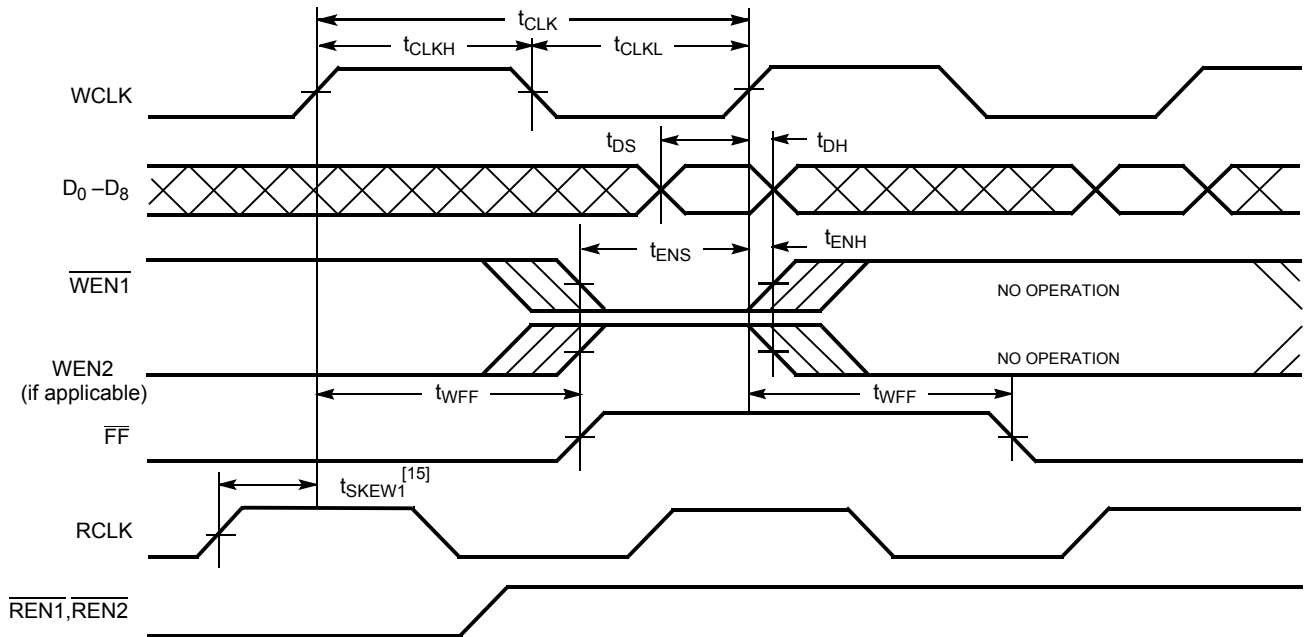 tCLK
tCLKH
tCLKL
WCLK
tDS
tDH
D0 –D8
tENS
tENH
WEN1
NO OPERATION
WEN2
(if applicable)
NO OPERATION
tWFF
tWFF
FF
tSKEW1[15]
RCLK
REN1,REN2